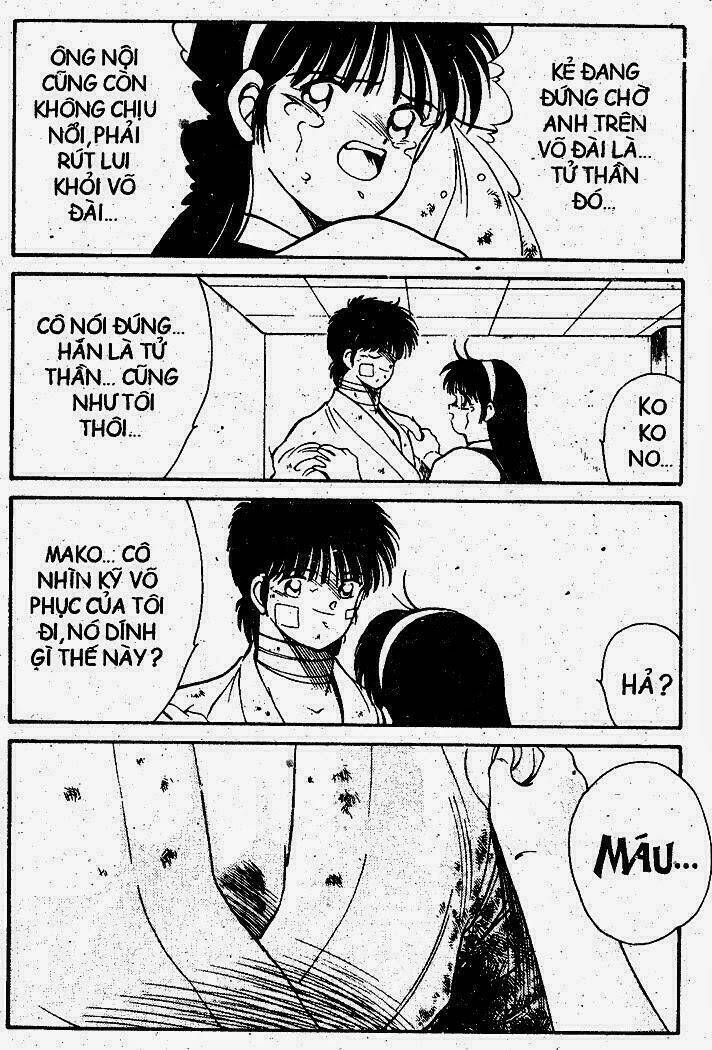 KẺ ĐANG
ĐỨNG CHỜ
ANH TRÊN
VÕ ĐÀI LÀ...
TỬ THẦN
ĐÓ...
ÔNG NỘI
CŨNG CÒN
KHÔNG CHỊU
NỔI, PHẢI
RÚT LUI
KHỎI VÕ
ĐÀI...
KO
KO
NO...
CÔ NÓI ĐÚNG...
HẮN LÀ TỬ
THẦN... CŨNG
NHƯ TÔI
THÔI...
HẢ?
MAKO... CÔ
NHÌN KỸ VÕ
PHỤC CỦA TÔI
ĐI, NÓ DÍNH
GÌ THẾ NÀY?
MÁU...